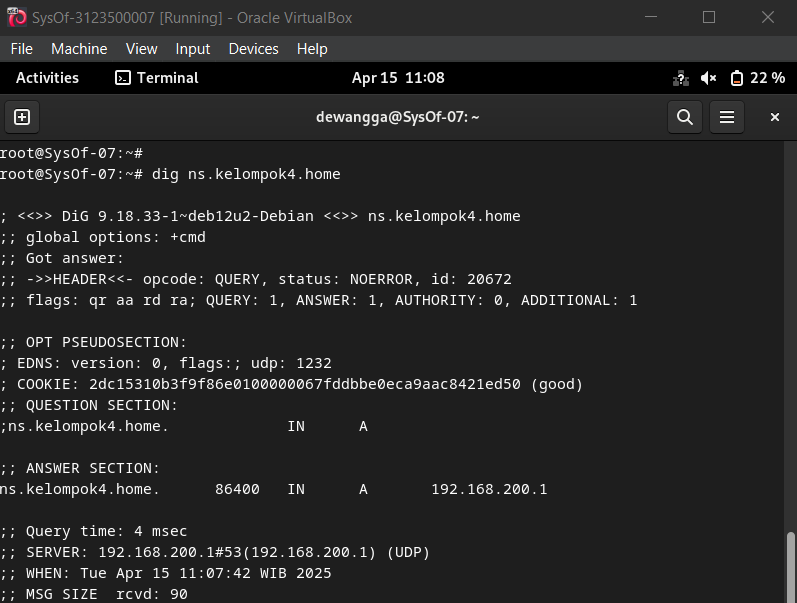 SysOf-3123500007 [Running] - Oracle VirtualBox
File Machine View Input Devices Help
Activities Terminal Apr 15 11:08 22 %
dewangga@SysOf-07: ~
root@SysOf-07:~#
root@SysOf-07:~# dig ns.kelompok4.home
; <<>> DiG 9.18.33-1~deb12u2-Debian <<>> ns.kelompok4.home
;; global options: +cmd
;; Got answer:
;; ->>HEADER<<- opcode: QUERY, status: NOERROR, id: 20672
;; flags: qr aa rd ra; QUERY: 1, ANSWER: 1, AUTHORITY: 0, ADDITIONAL: 1
;; OPT PSEUDOSECTION:
; EDNS: version: 0, flags:; udp: 1232
; COOKIE: 2dc15310b3f9f86e0100000067fddbbe0eca9aac8421ed50 (good)
;; QUESTION SECTION:
;ns.kelompok4.home. IN A
;; ANSWER SECTION:
ns.kelompok4.home. 86400 IN A 192.168.200.1
;; Query time: 4 msec
;; SERVER: 192.168.200.1#53(192.168.200.1) (UDP)
;; WHEN: Tue Apr 15 11:07:42 WIB 2025
;; MSG SIZE rcvd: 90